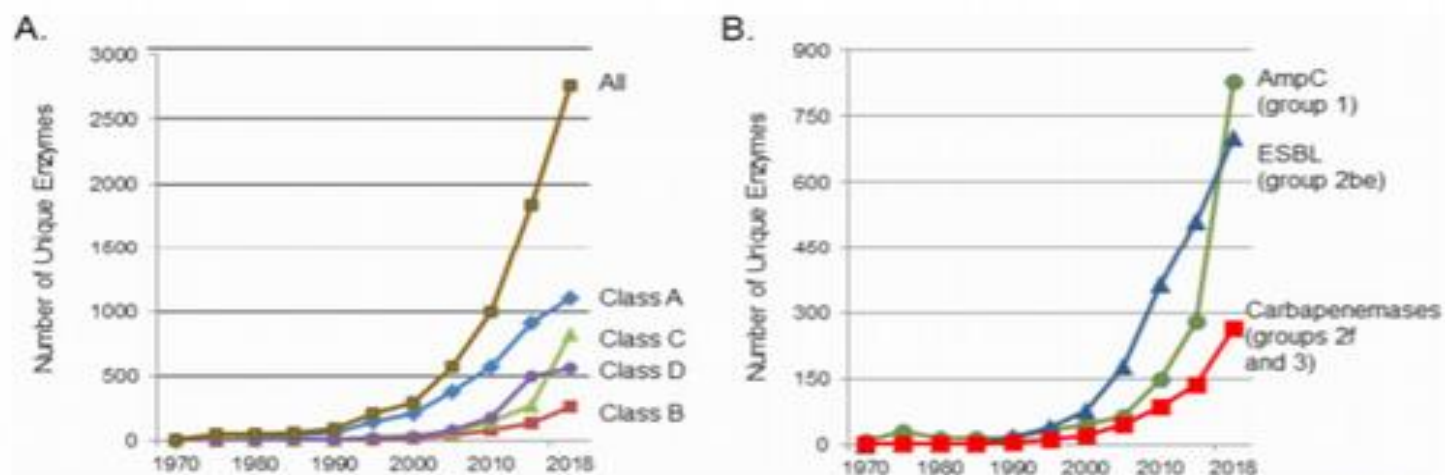 A.
3000
2500
2000
1500
1000
500
0
Number of Unique Enzymes
1970
1980
1990
2000
2010
2018
All
Class A
Class C
Class D
Class B
B.
900
750
600
450
300
150
0
Number of Unique Enzymes
1970
1980
1990
2000
2010
2018
AmpC
(group 1)
ESBL
(group 2be)
Carbapenemases
(groups 2f
and 3)